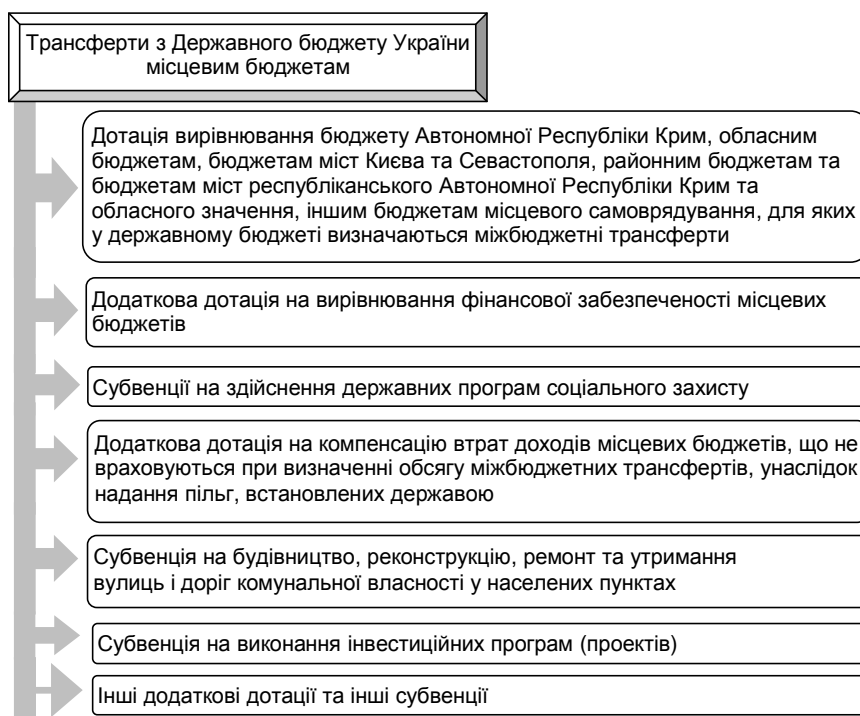 Трансферти з Державного бюджету України
місцевим бюджетам
Дотація вирівнювання бюджету Автономної Республіки Крим, обласним
бюджетам, бюджетам міст Києва та Севастополя, районним бюджетам та
бюджетам міст республіканського Автономної Республіки Крим та
обласного значення, іншим бюджетам місцевого самоврядування, для яких
у державному бюджеті визначаються міжбюджетні трансферти
Додаткова дотація на вирівнювання фінансової забезпеченості місцевих
бюджетів
Субвенції на здійснення державних програм соціального захисту
Додаткова дотація на компенсацію втрат доходів місцевих бюджетів, що не
враховуються при визначенні обсягу міжбюджетних трансфертів, унаслідок
надання пільг, встановлених державою
Субвенція на будівництво, реконструкцію, ремонт та утримання
вулиць і доріг комунальної власності у населених пунктах
Субвенція на виконання інвестиційних програм (проектів)
Інші додаткові дотації та інші субвенції